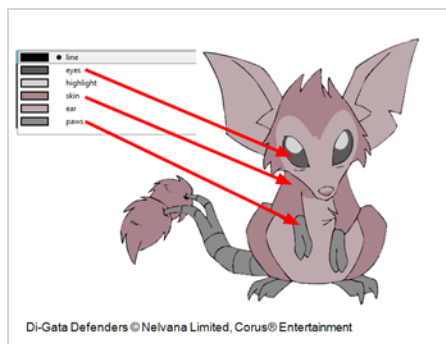 line
eyes
highlight
skin
ear
paws
Di-Gata Defenders © Nelvana Limited, Corus® Entertainment